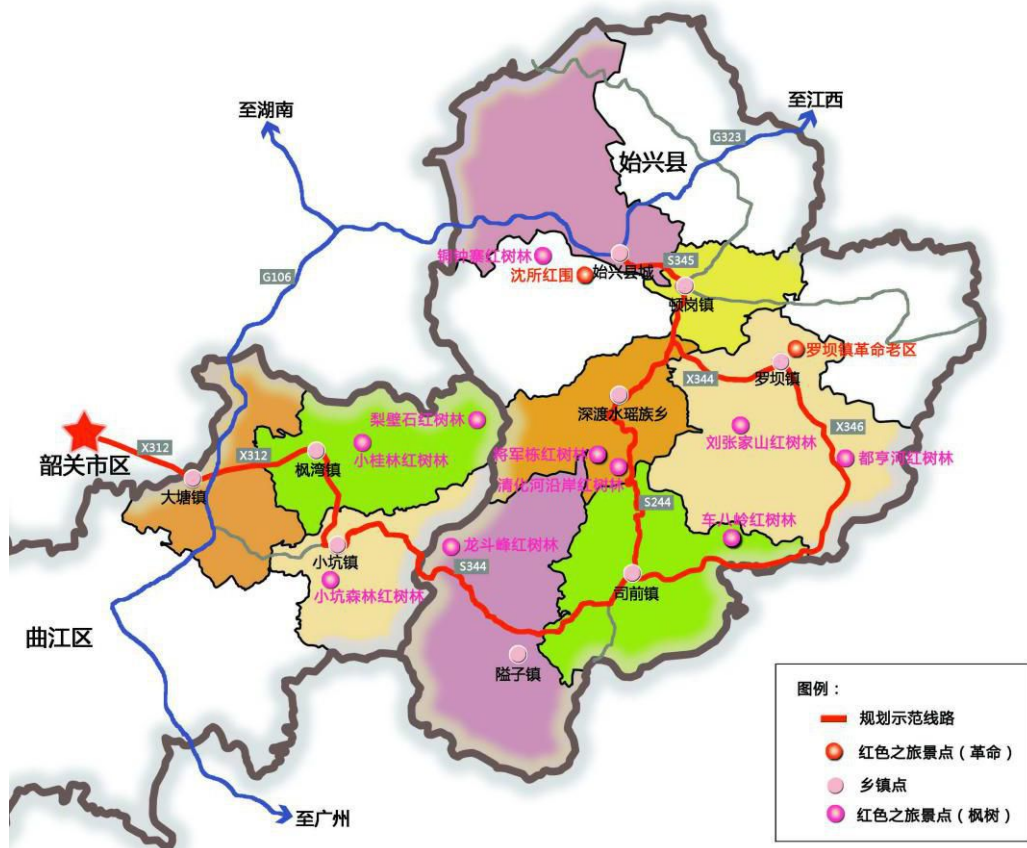 至湖南
至江西
G323
始兴县
铜钟寨红树林
沈所红围
始兴县城
S345
顿岗镇
G106
罗坝镇革命老区
罗坝镇
X344
深渡水瑶族乡
梨壁石红树林
小桂林红树林
刘张家山红树林
X346
都亨河红树林
X312
韶关市区
X312
枫湾镇
大塘镇
将军栋红树林
清化河沿岸红树林
S244
车八岭红树林
龙斗峰红树林
小坑镇
S344
小坑森林红树林
司前镇
曲江区
隘子镇
至广州
图例：
规划示范线路
红色之旅景点（革命）
乡镇点
红色之旅景点（枫树）